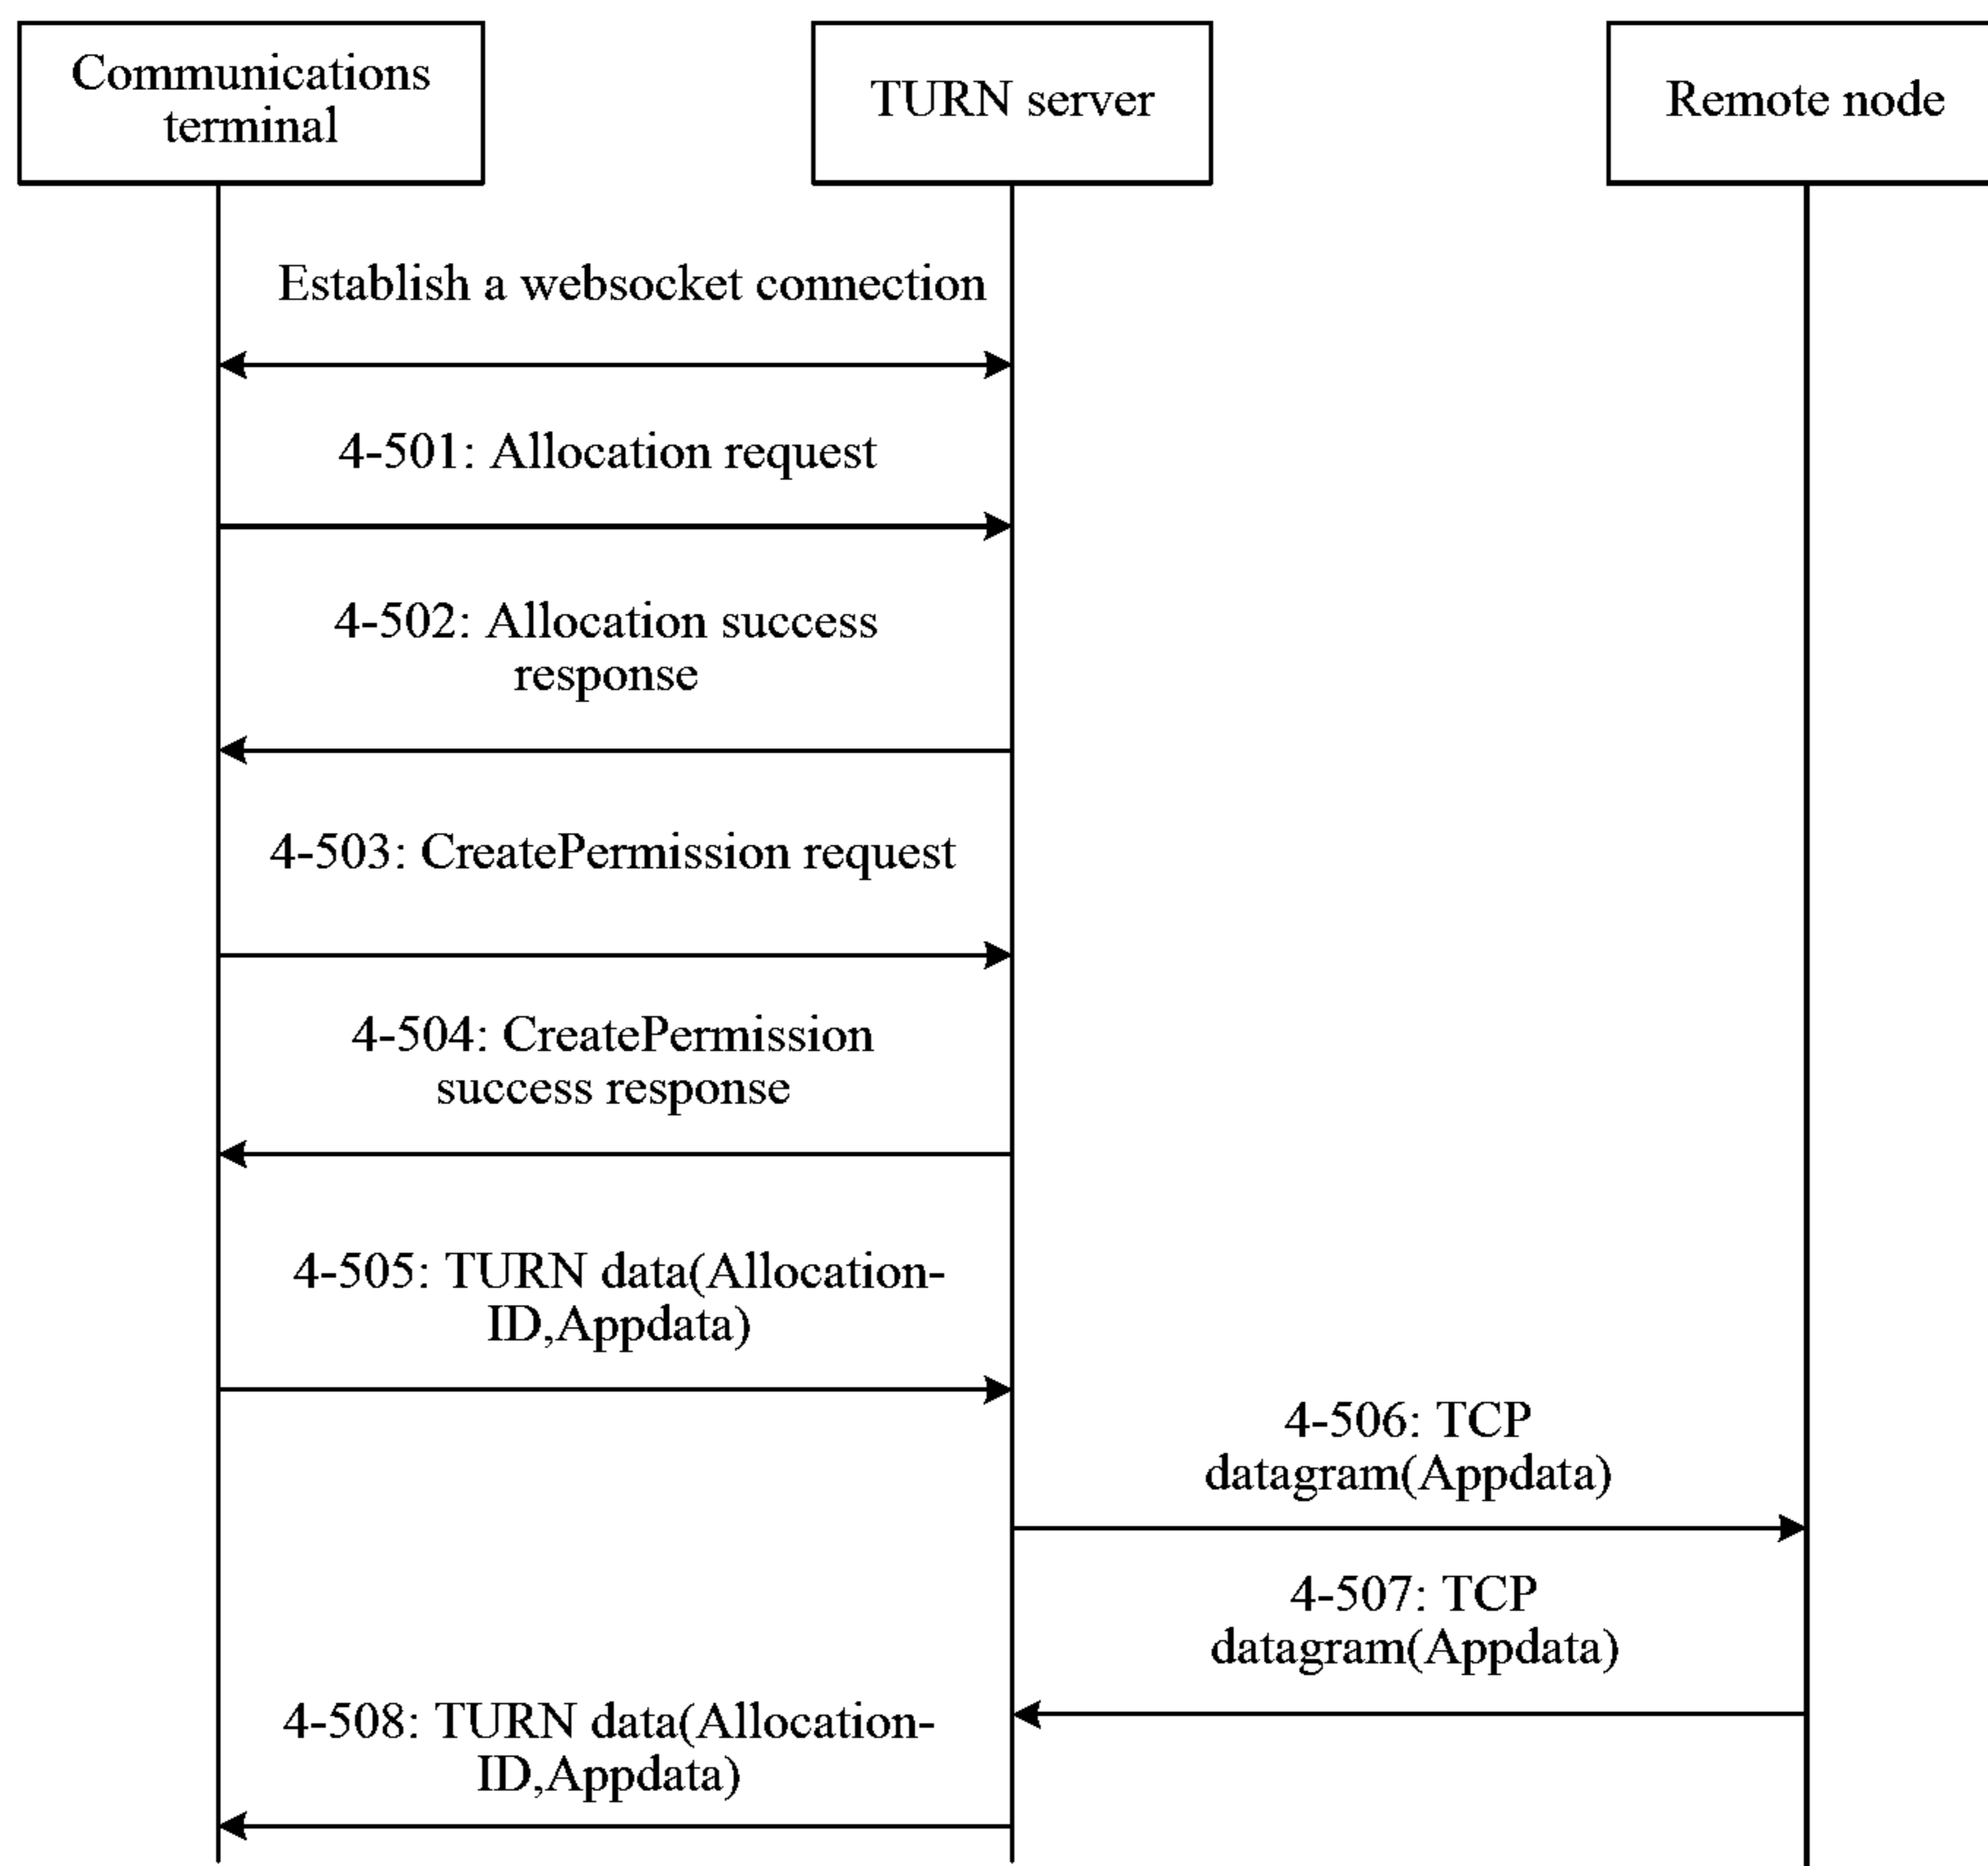 Communications
terminal
TURN server
Remote node
Establish a websocket connection
4-501: Allocation request
4-502: Allocation success
response
4-503: CreatePermission request
4-504: CreatePermission
success response
4-505: TURN data(Allocation-
ID,Appdata)
4-506: TCP
datagram(Appdata)
4-507: TCP
datagram(Appdata)
4-508: TURN data(Allocation-
ID,Appdata)